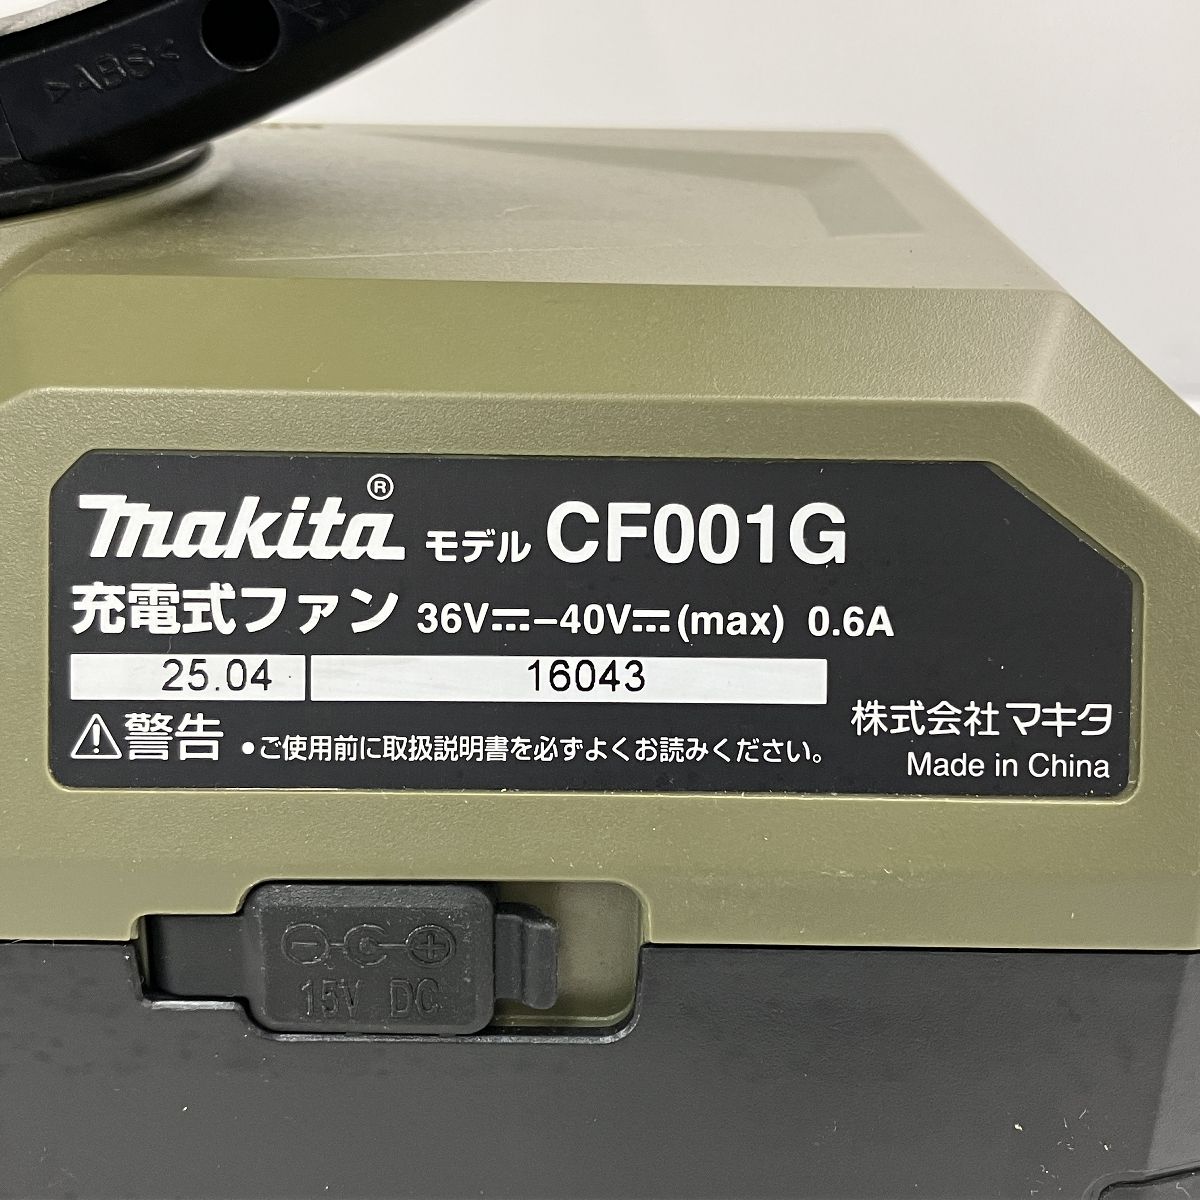 >ABS<
makita® モデル CF001G
充電式ファン 36V⎓–40V⎓(max) 0.6A
25.04 16043
⚠警告 •ご使用前に取扱説明書を必ずよくお読みください。
株式会社マキタ
Made in China
15V DC